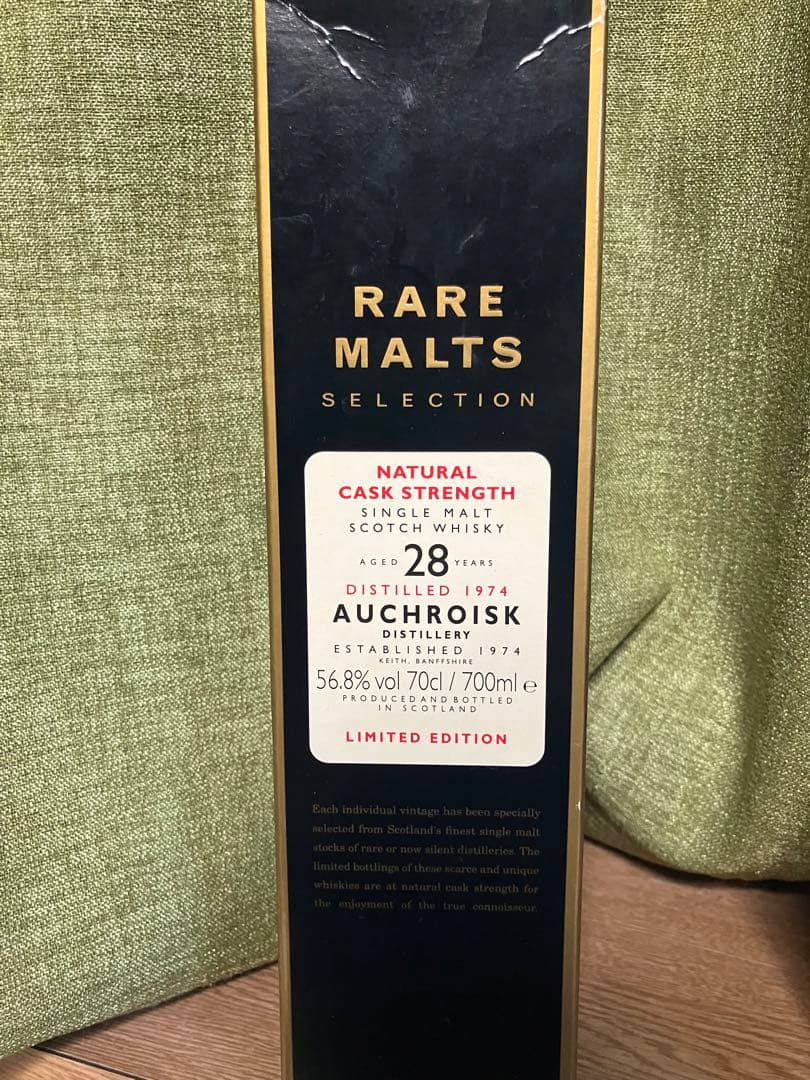 RARE
MALTS
SELECTION
NATURAL
CASK STRENGTH
SINGLE MALT
SCOTCH WHISKY
AGED 28 YEARS
DISTILLED 1974
AUCHROISK
DISTILLERY
ESTABLISHED 1974
KEITH, BANFFSHIRE
56.8% vol 70cl / 700ml e
PRODUCED AND BOTTLED
IN SCOTLAND
LIMITED EDITION
Each individual vintage has been specially
selected from Scotland's finest single malt
stocks of rare or now silent distilleries. The
limited bottlings of these scarce and unique
whiskies are at natural cask strength for
the enjoyment of the true connoisseur.